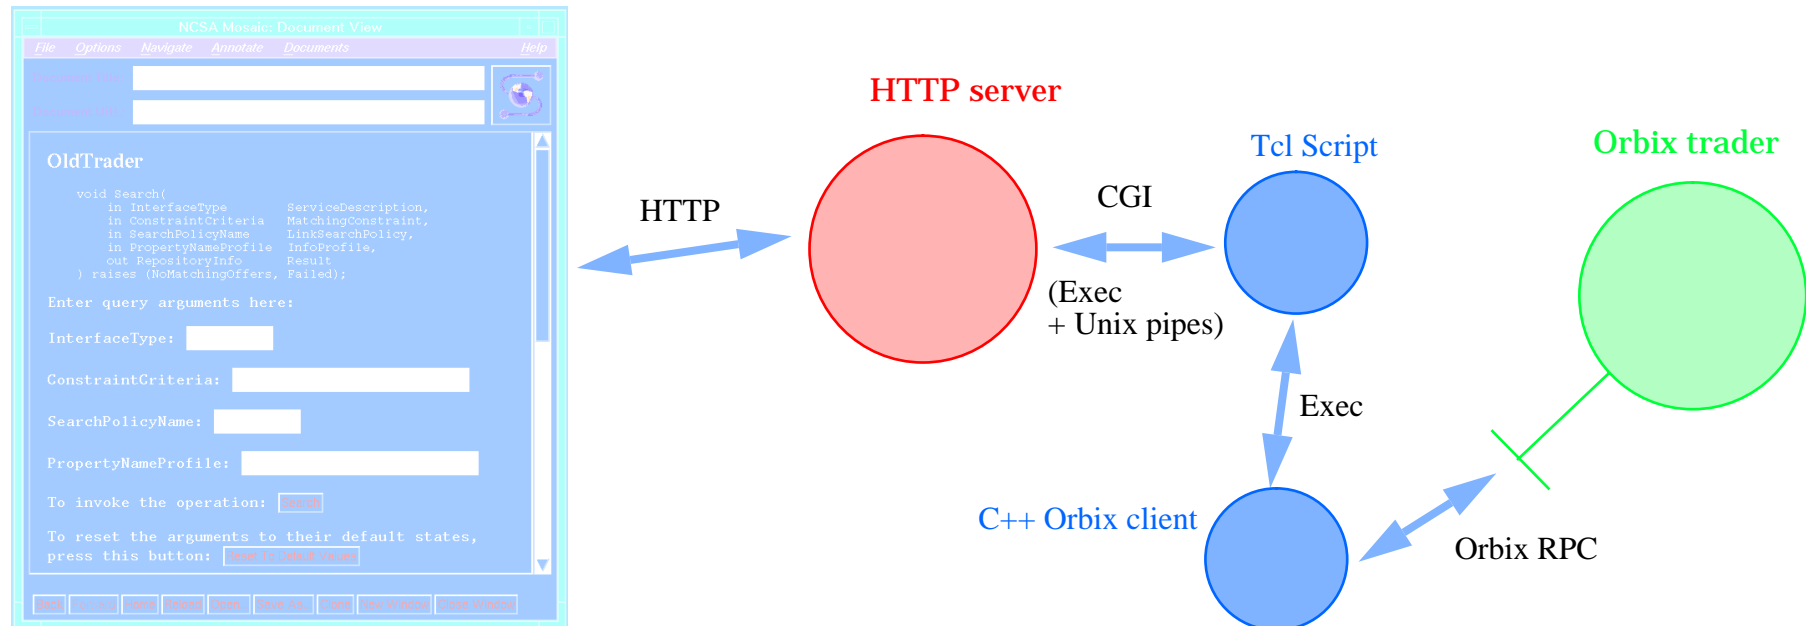 NCSA Mosaic: Document View
File Options Navigate Annotate Documents Help
OldTrader
void Search(
in InterfaceType ServiceDescription,
in ConstraintCriteria MatchingConstraint,
in SearchPolicyName LinkSearchPolicy,
in PropertyNameProfile InfoProfile,
out RepositoryInfo Result
) raises (NoMatchingOffers, Failed);
Enter query arguments here:
InterfaceType:
ConstraintCriteria:
SearchPolicyName:
PropertyNameProfile:
To invoke the operation: Search
To reset the arguments to their default states,
press this button:
HTTP
HTTP server
CGI
(Exec
+ Unix pipes)
Tcl Script
Exec
C++ Orbix client
Orbix RPC
Orbix trader